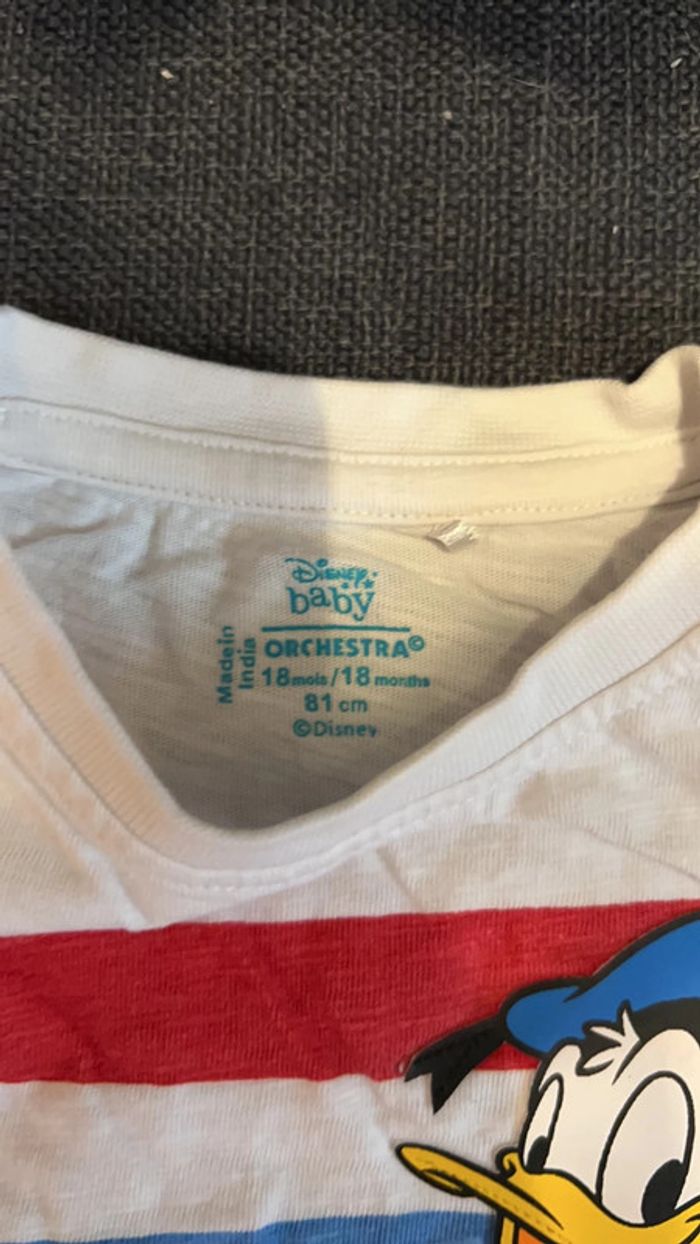 Disney
baby
ORCHESTRA©
Made in
India
18mois/18months
81cm
©Disney